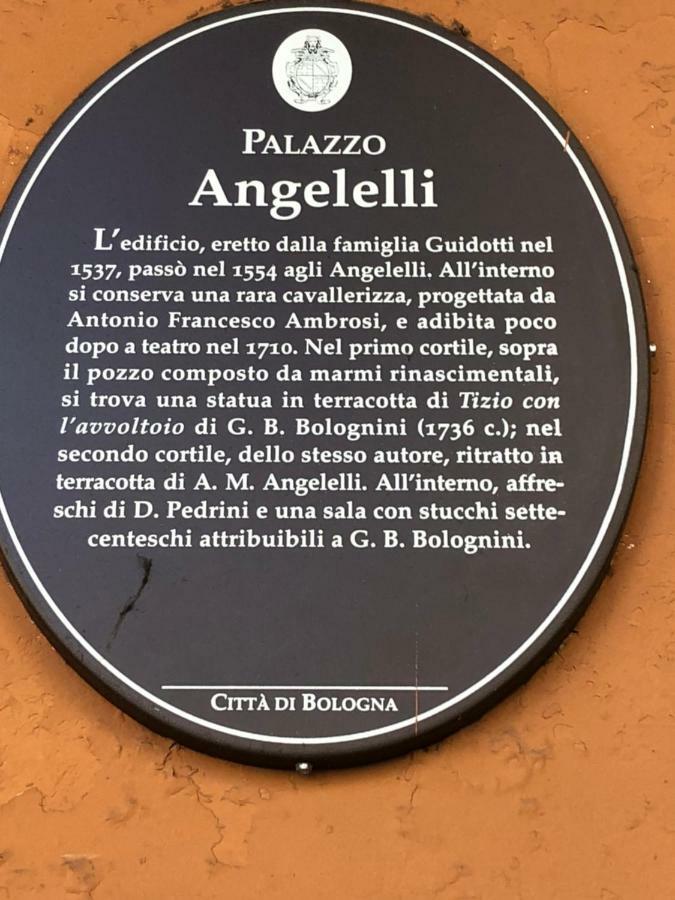 PALAZZO
Angelelli
L'edificio, eretto dalla famiglia Guidotti nel
1537, passò nel 1554 agli Angelelli. All'interno
si conserva una rara cavallerizza, progettata da
Antonio Francesco Ambrosi, e adibita poco
dopo a teatro nel 1710. Nel primo cortile, sopra
il pozzo composto da marmi rinascimentali,
si trova una statua in terracotta di Tizio con
l'avvoltoio di G. B. Bolognini (1736 c.); nel
secondo cortile, dello stesso autore, ritratto in
terracotta di A. M. Angelelli. All'interno, affre-
schi di D. Pedrini e una sala con stucchi sette-
centeschi attribuibili a G. B. Bolognini.
CITTÀ DI BOLOGNA